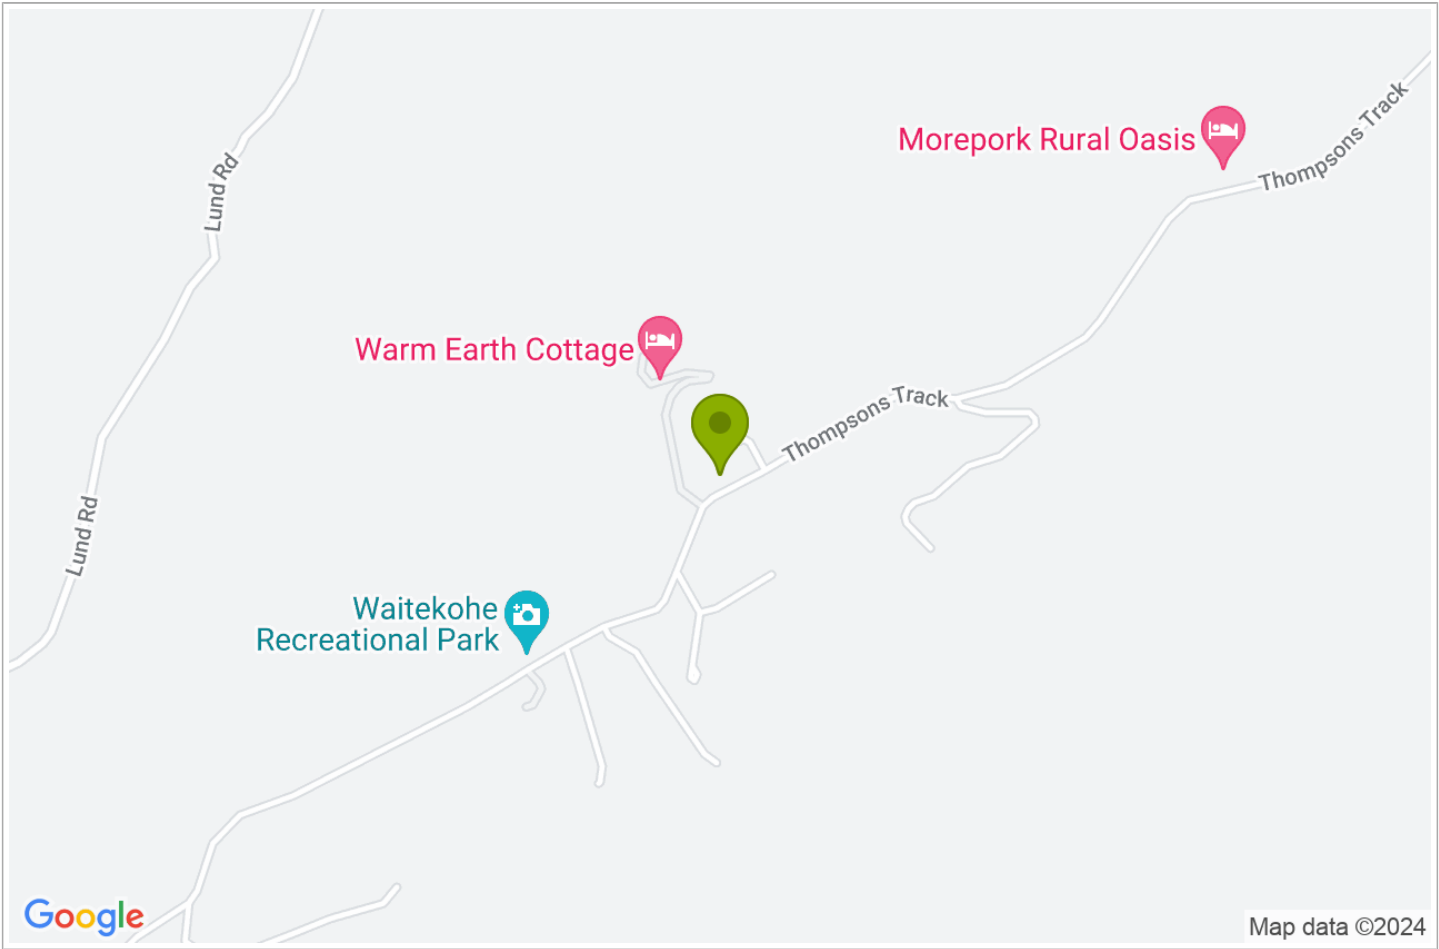 Lund Rd
Morepork Rural Oasis
Thompsons Track
Warm Earth Cottage
Thompsons Track
Lund Rd
Waitekohe
Recreational Park
Google
Map data ©2024